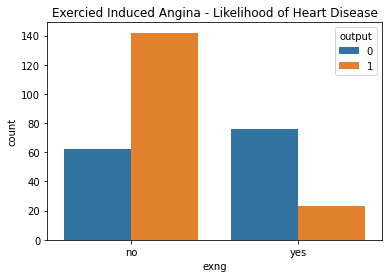 Exercied Induced Angina - Likelihood of Heart Disease
output
0
1
140
120
100
80
60
40
20
0
count
no yes
exng